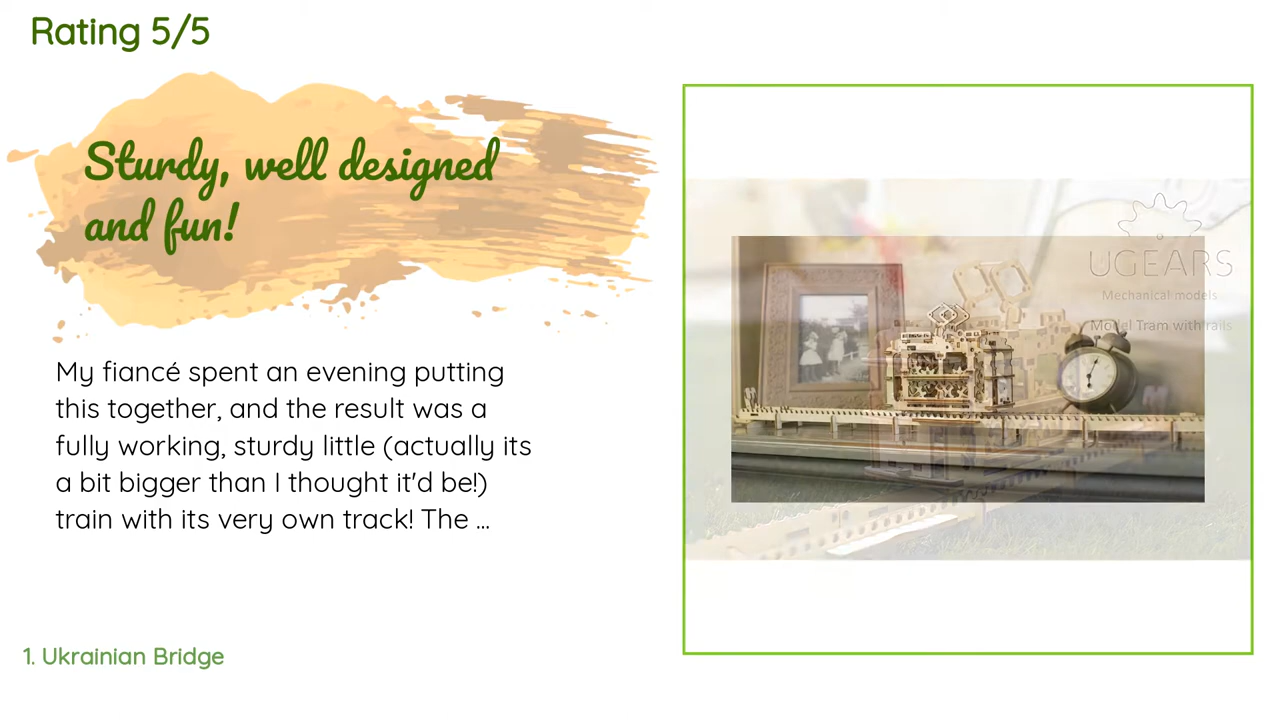 Rating 5/5
Sturdy, well designed
and fun!
My fiancé spent an evening putting
this together, and the result was a
fully working, sturdy little (actually its
a bit bigger than I thought it'd be!)
train with its very own track! The ...
UGEARS
Mechanical models
Model Tram with rails
1. Ukrainian Bridge